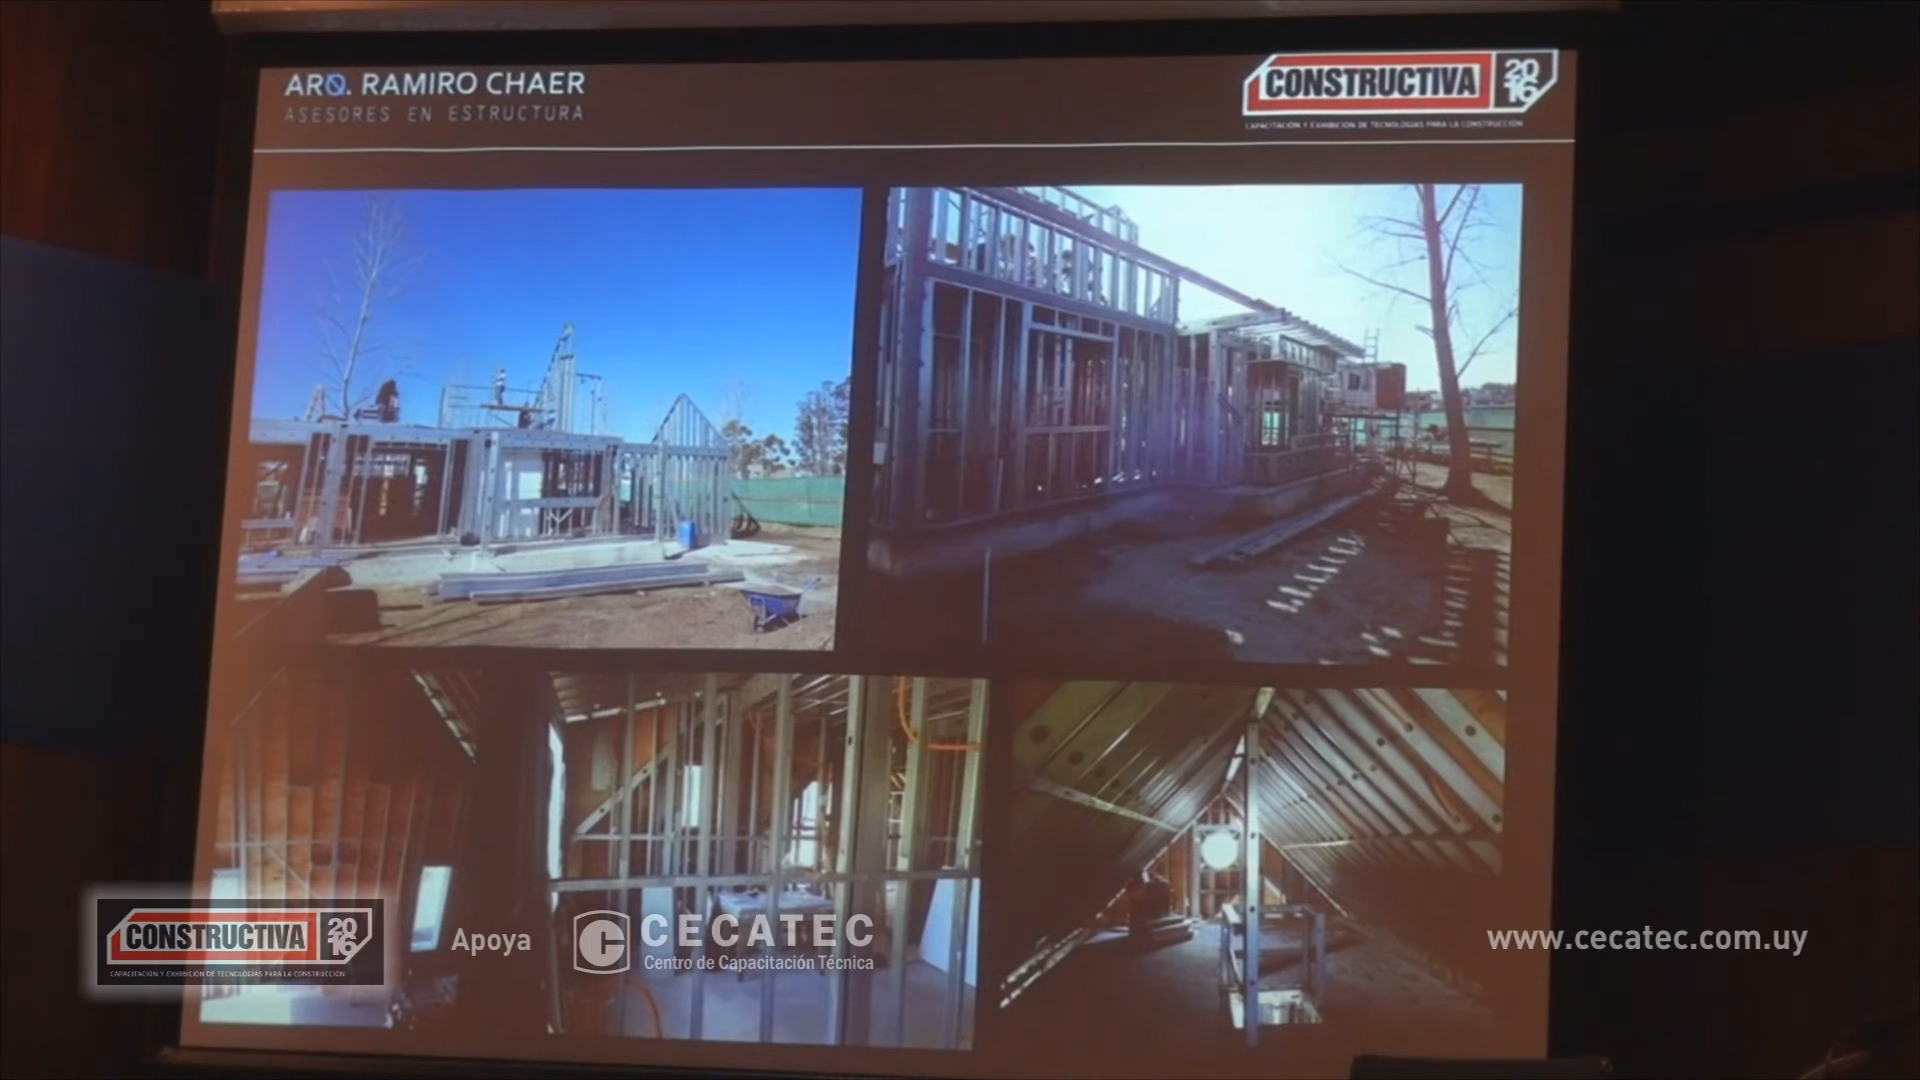 ARQ. RAMIRO CHAER
ASESORES EN ESTRUCTURA
CONSTRUCTIVA 2016
CAPACITACIÓN Y EXHIBICIÓN DE TECNOLOGÍAS PARA LA CONSTRUCCIÓN
CONSTRUCTIVA 2016
CAPACITACIÓN Y EXHIBICIÓN DE TECNOLOGÍAS PARA LA CONSTRUCCIÓN
Apoya
CECATEC
Centro de Capacitación Técnica
www.cecatec.com.uy